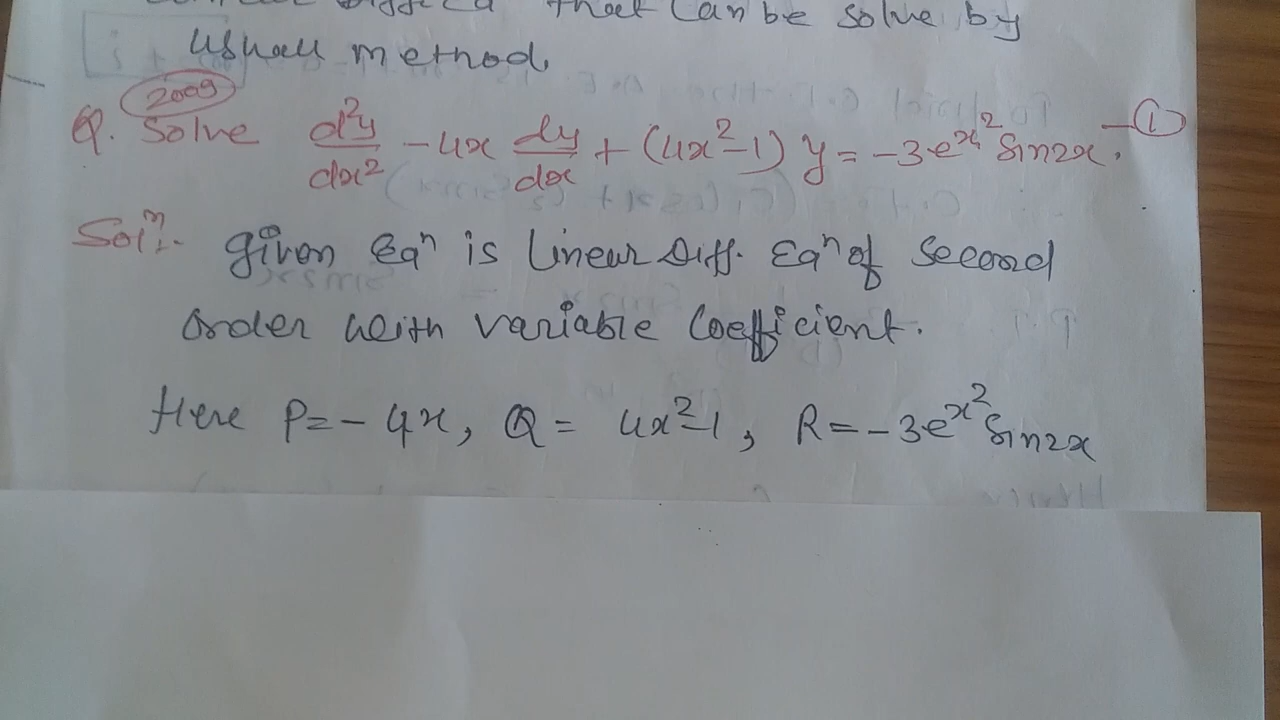 that can be solve by
usual method.
2009
Q. Solve d²y/dx² - 4x dy/dx + (4x²-1) y = -3e^x² Sin2x. —①
Solⁿ:- given Eqⁿ is Linear Diff. Eqⁿ of Second
order with variable Coefficient.
Here P=-4x, Q= 4x²-1, R=-3e^x² Sin2x